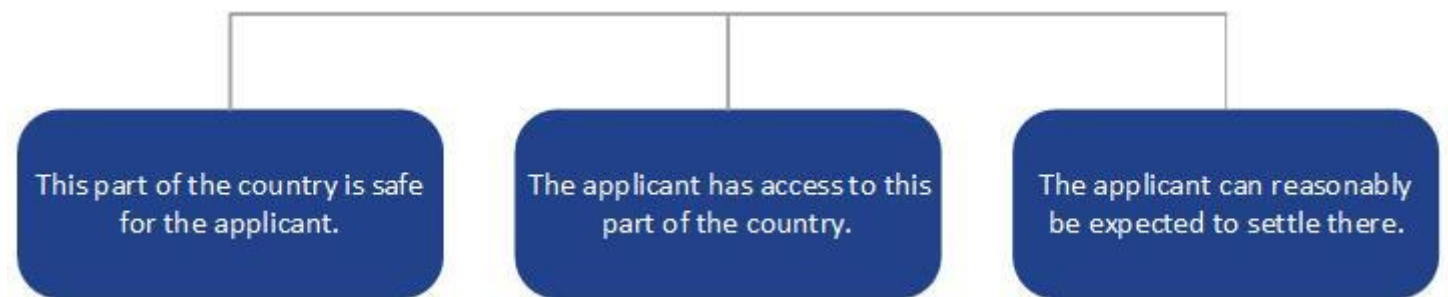 This part of the country is safe
for the applicant.
The applicant has access to this
part of the country.
The applicant can reasonably
be expected to settle there.